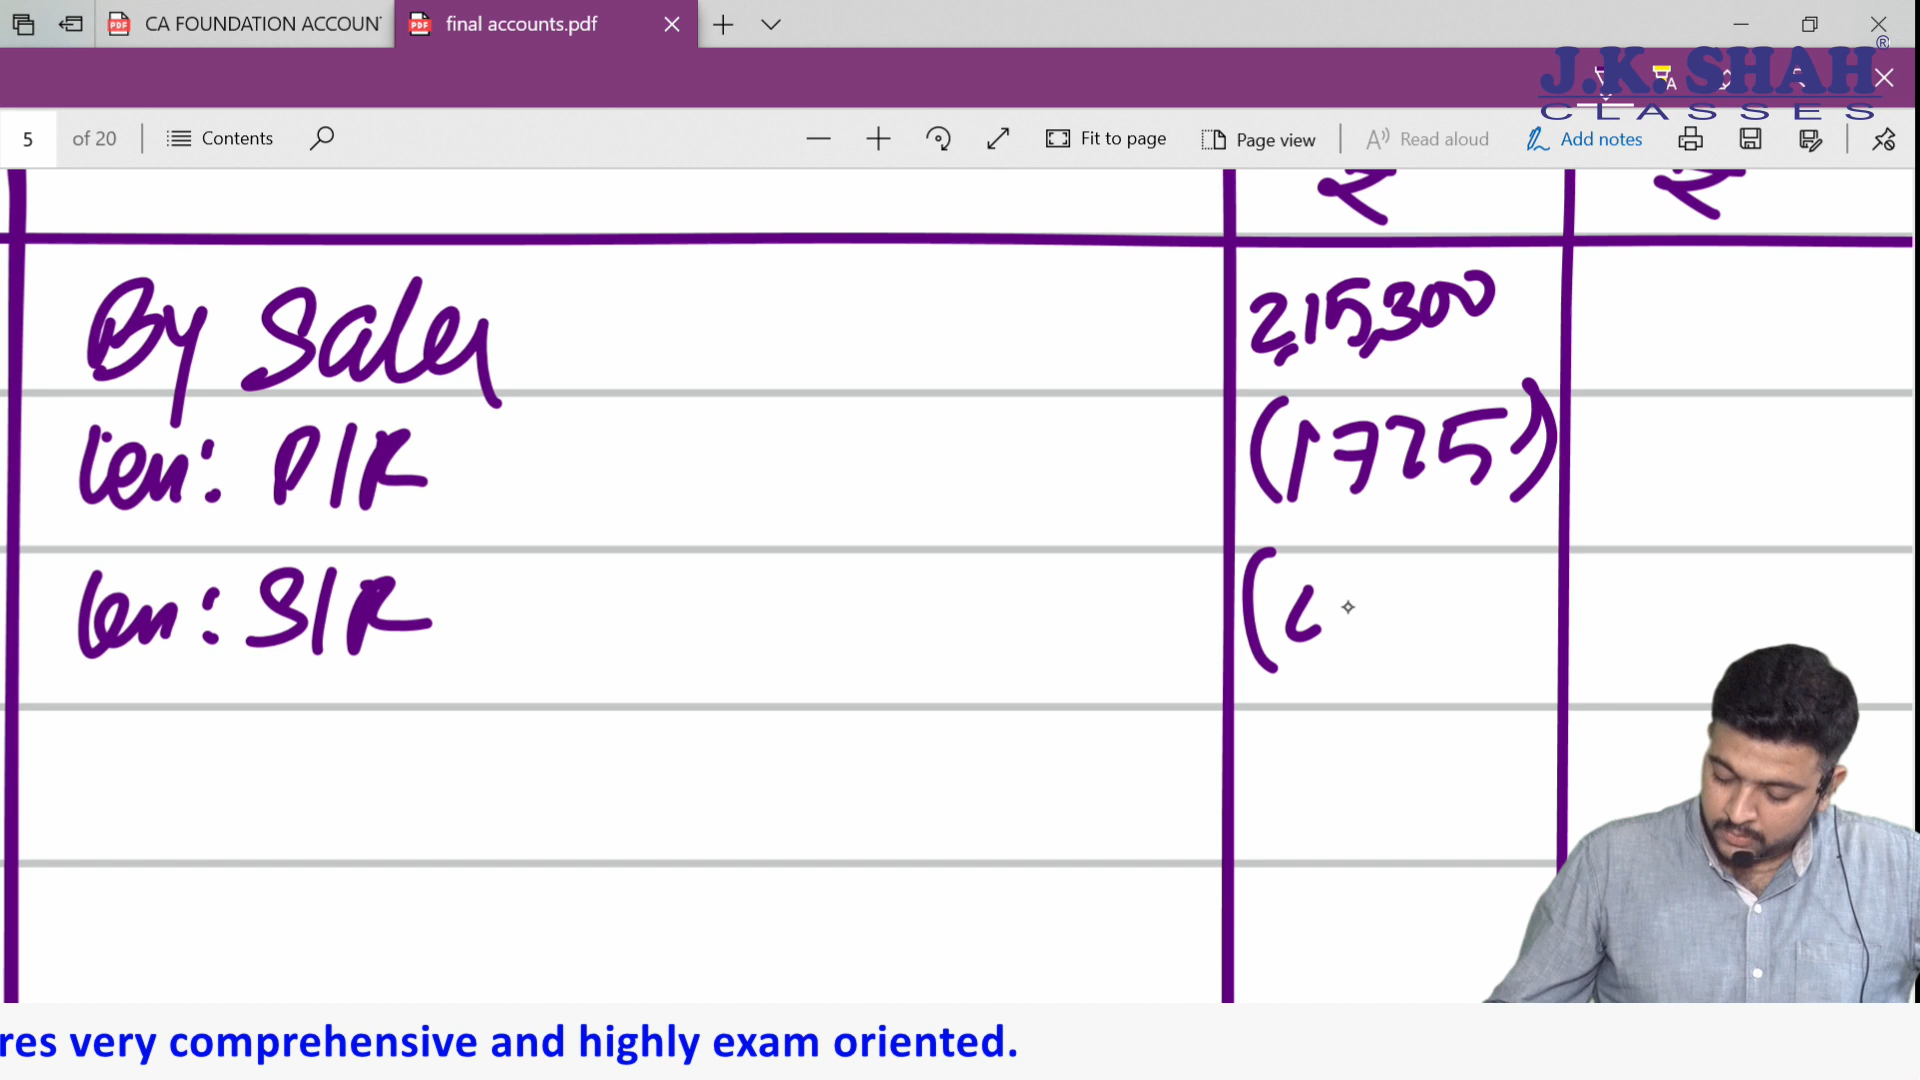 CA FOUNDATION ACCOUN
final accounts.pdf
J.K. SHAH®
CLASSES
5 of 20
Contents
Fit to page
Page view
Read aloud
Add notes
₹ ₹
By Sales 2,15,300
Less: D/R (1725)
Less: S/R (
res very comprehensive and highly exam oriented.